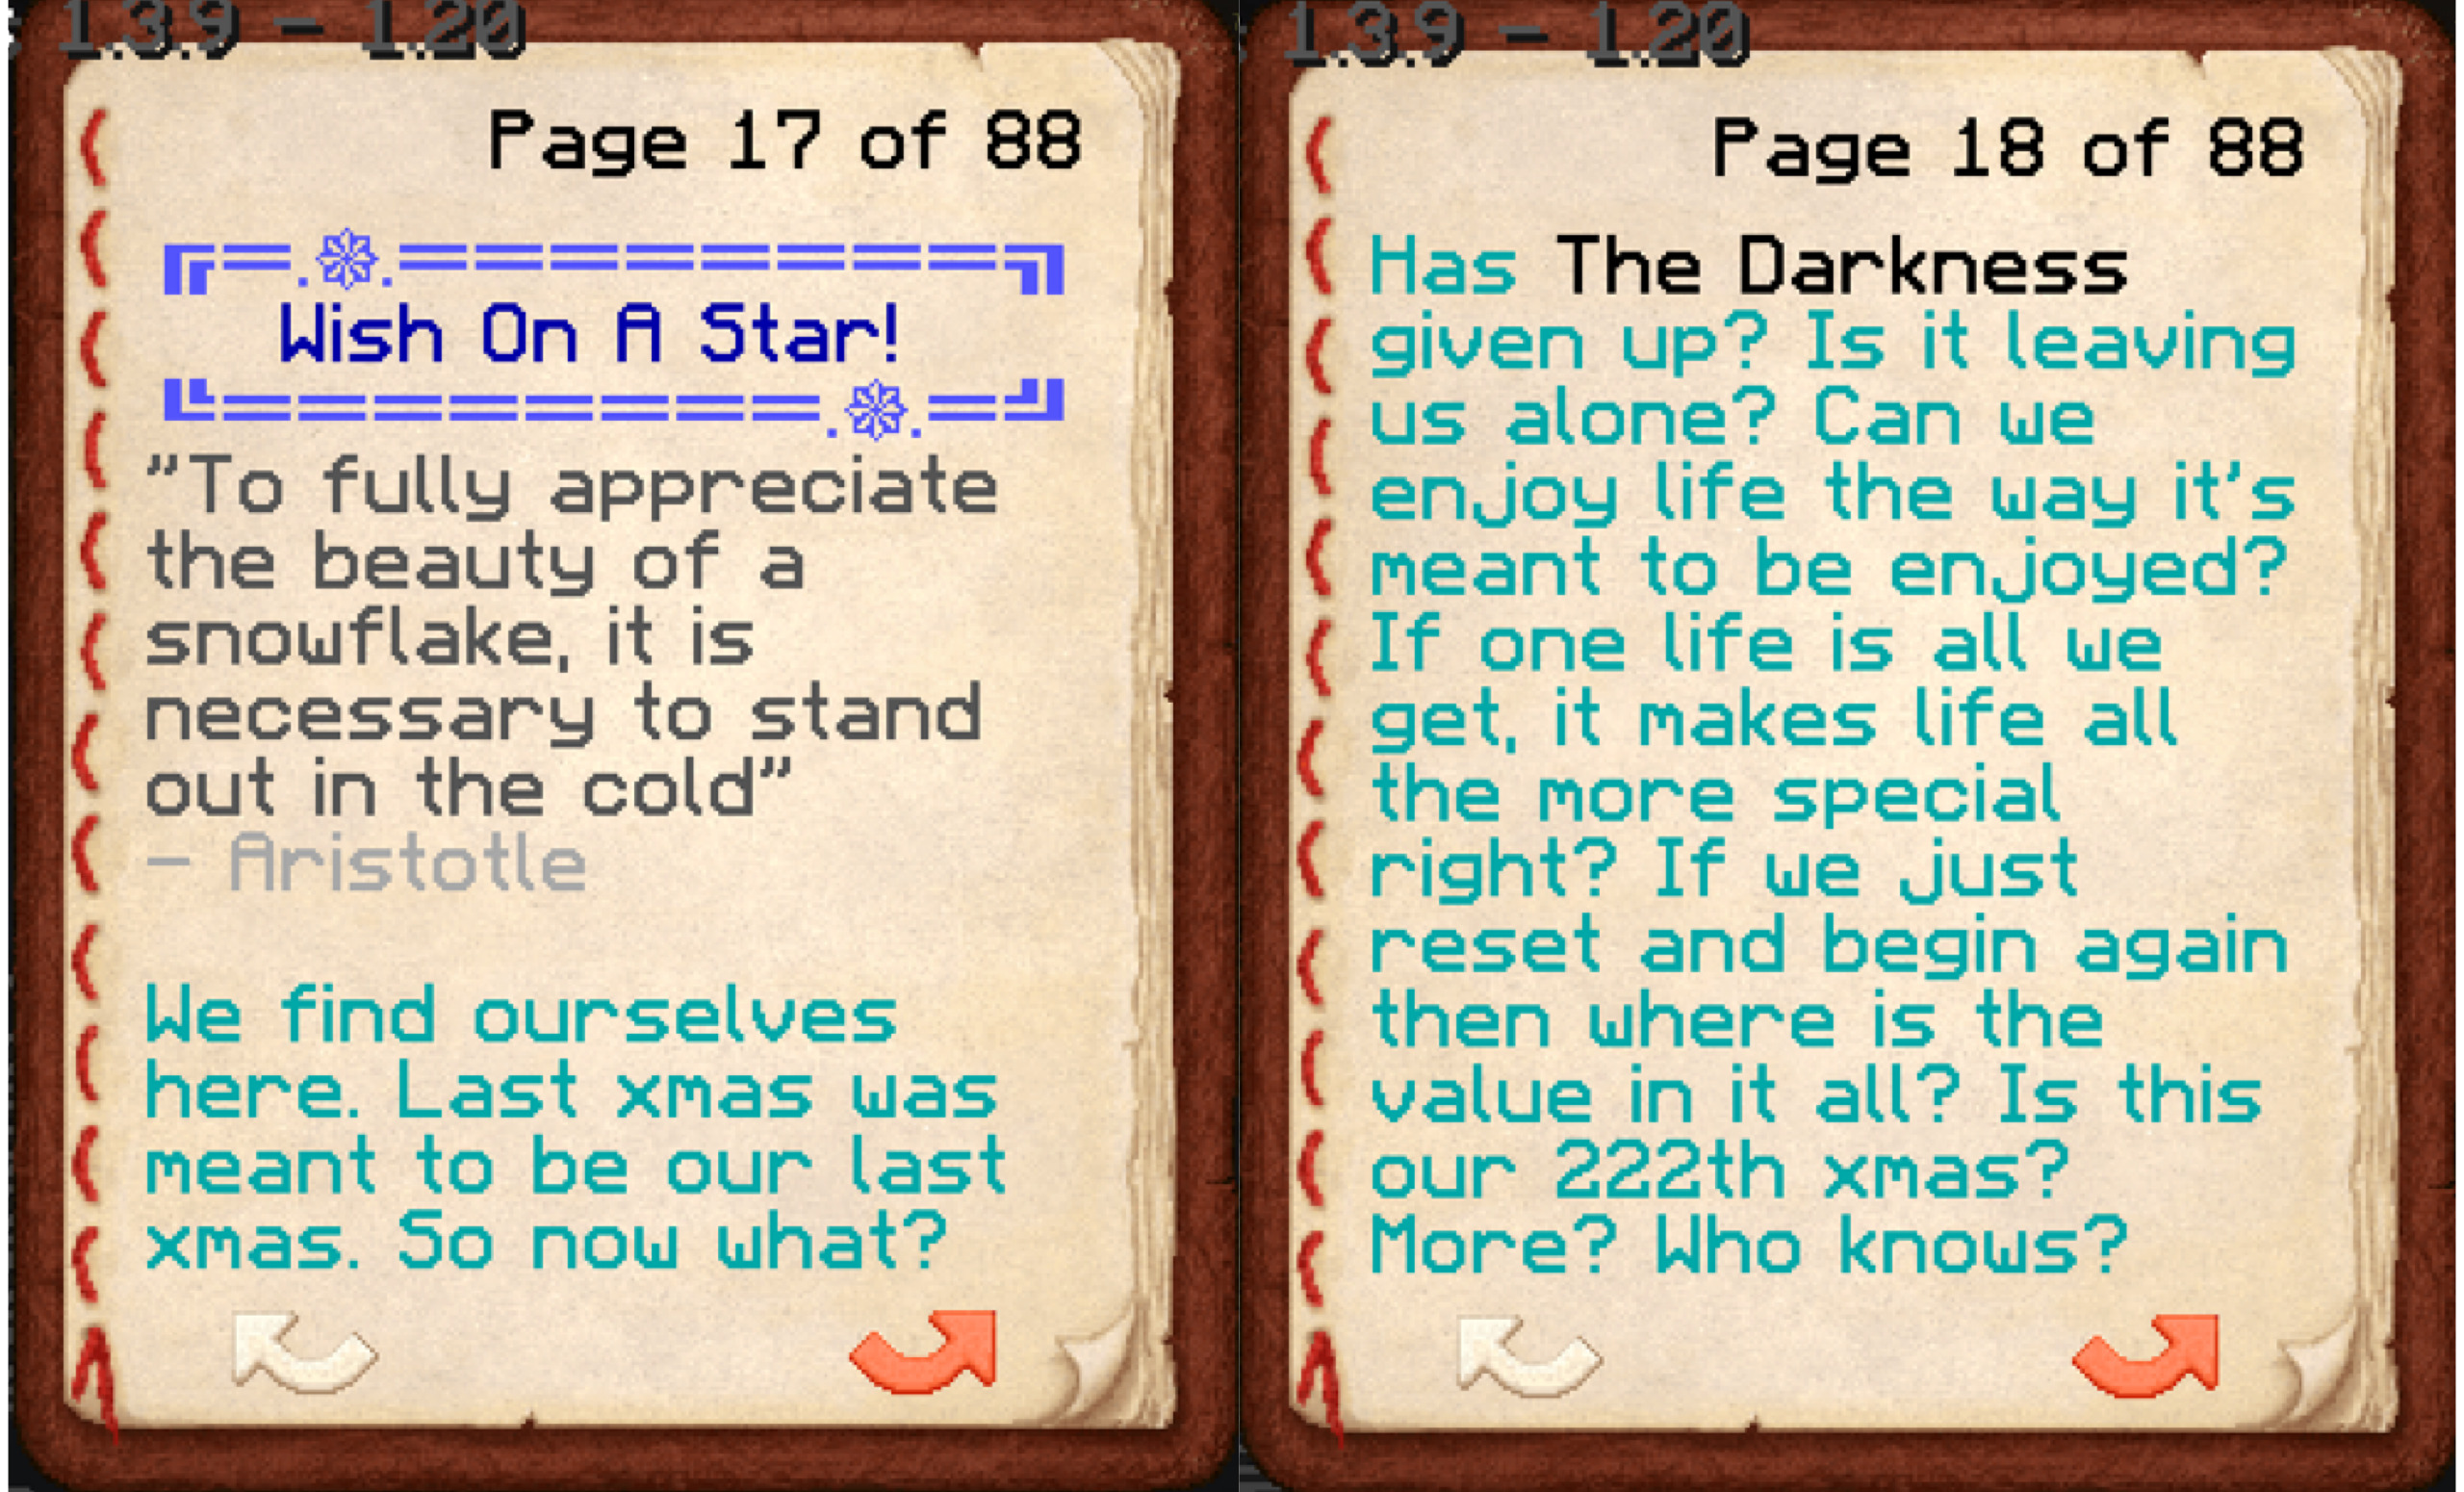 1.3.9 - 1.20
Page 17 of 88
Wish On A Star!
"To fully appreciate
the beauty of a
snowflake, it is
necessary to stand
out in the cold"
- Aristotle
We find ourselves
here. Last xmas was
meant to be our last
xmas. So now what?
1.3.9 - 1.20
Page 18 of 88
Has The Darkness
given up? Is it leaving
us alone? Can we
enjoy life the way it's
meant to be enjoyed?
If one life is all we
get, it makes life all
the more special
right? If we just
reset and begin again
then where is the
value in it all? Is this
our 222th xmas?
More? Who knows?